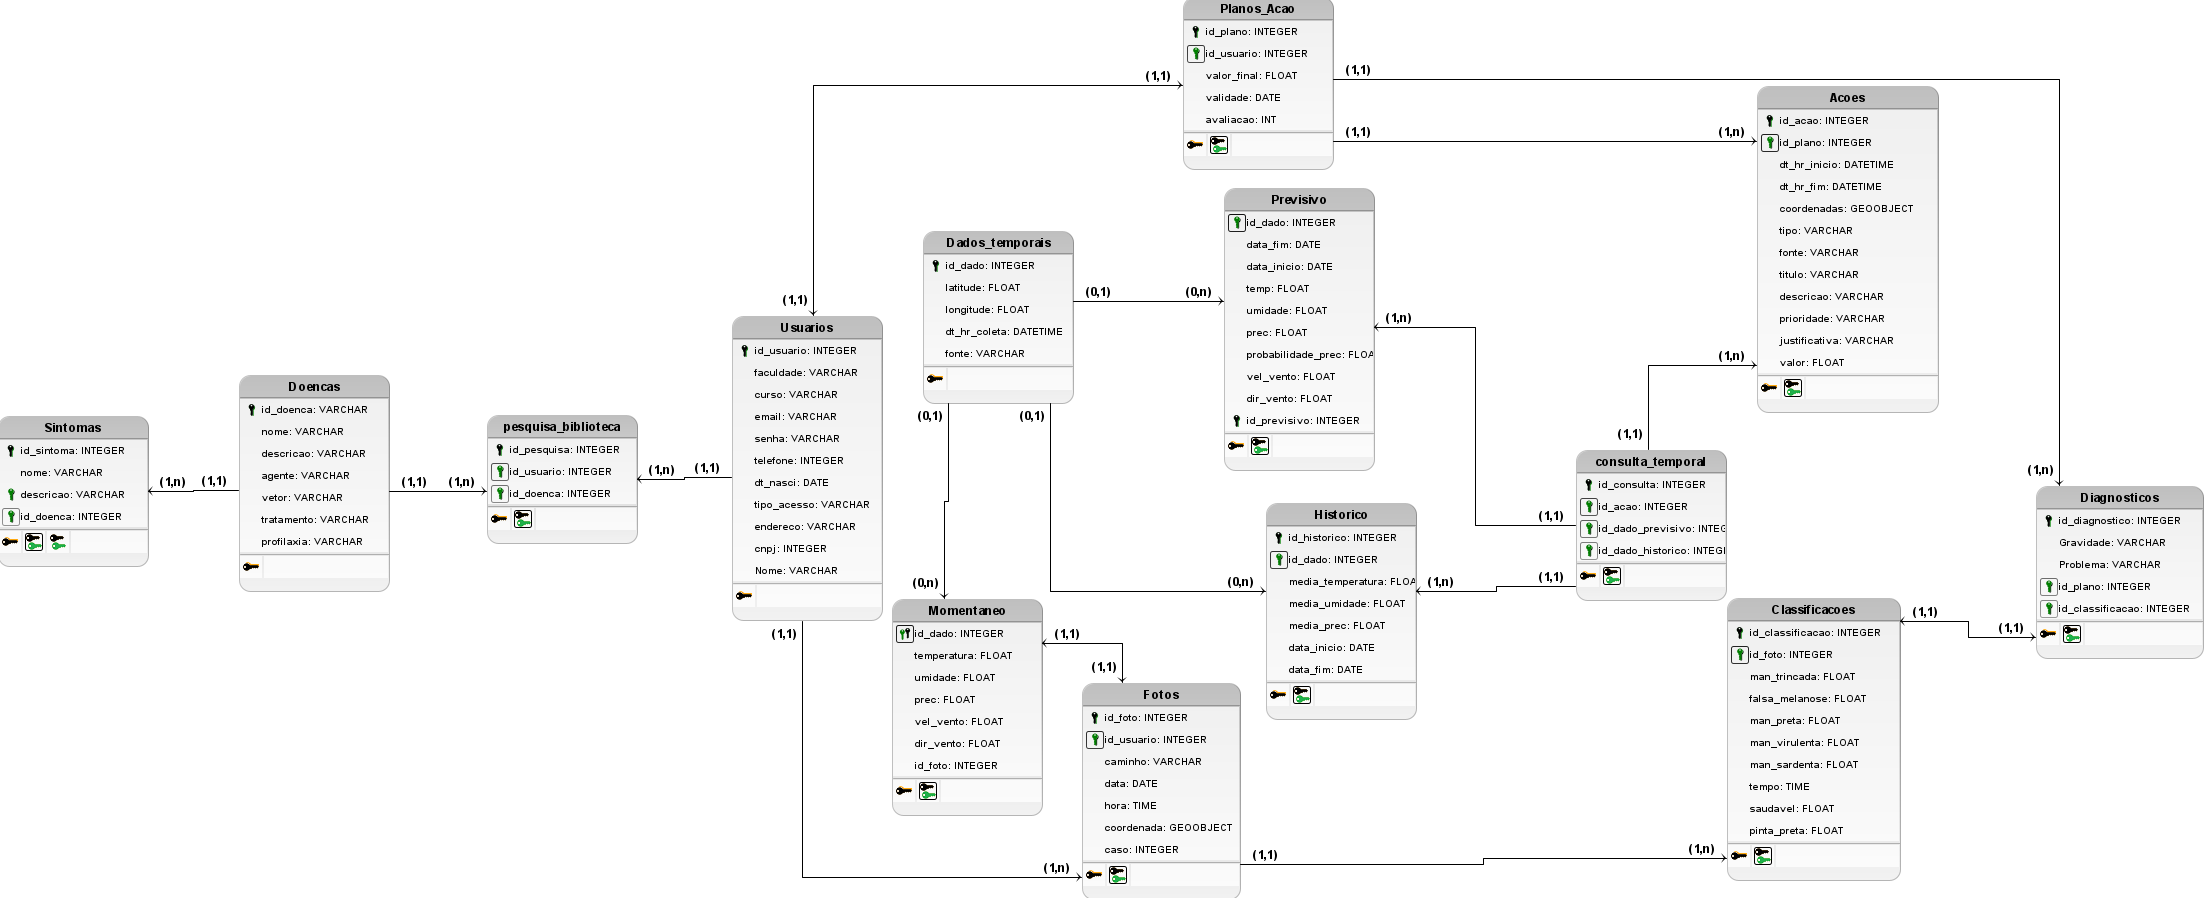 Planos_Acao
id_plano: INTEGER
id_usuario: INTEGER
valor_final: FLOAT
validade: DATE
avaliacao: INT
(1,1)
(1,1)
(1,1)
(1,n)
(1,1)
(1,n)
Acoes
id_acao: INTEGER
id_plano: INTEGER
dt_hr_inicio: DATETIME
dt_hr_fim: DATETIME
coordenadas: GEOOBJECT
tipo: VARCHAR
fonte: VARCHAR
titulo: VARCHAR
descricao: VARCHAR
prioridade: VARCHAR
justificativa: VARCHAR
valor: FLOAT
(1,n)
(1,1)
Previsivo
id_dado: INTEGER
data_fim: DATE
data_inicio: DATE
temp: FLOAT
umidade: FLOAT
prec: FLOAT
probabilidade_prec: FLOA
vel_vento: FLOAT
dir_vento: FLOAT
id_previsivo: INTEGER
(1,n)
(1,1)
Dados_temporais
id_dado: INTEGER
latitude: FLOAT
longitude: FLOAT
dt_hr_coleta: DATETIME
fonte: VARCHAR
(0,1)
(0,n)
(0,1)
(0,n)
(0,1)
(0,n)
Usuarios
id_usuario: INTEGER
faculdade: VARCHAR
curso: VARCHAR
email: VARCHAR
senha: VARCHAR
telefone: INTEGER
dt_nasci: DATE
tipo_acesso: VARCHAR
endereco: VARCHAR
cnpj: INTEGER
Nome: VARCHAR
(1,1)
(1,n)
(1,1)
(1,n)
Doencas
id_doenca: VARCHAR
nome: VARCHAR
descricao: VARCHAR
agente: VARCHAR
vetor: VARCHAR
tratamento: VARCHAR
profilaxia: VARCHAR
(1,1)
(1,n)
(1,1)
(1,n)
Sintomas
id_sintoma: INTEGER
nome: VARCHAR
descricao: VARCHAR
id_doenca: INTEGER
pesquisa_biblioteca
id_pesquisa: INTEGER
id_usuario: INTEGER
id_doenca: INTEGER
consulta_temporal
id_consulta: INTEGER
id_acao: INTEGER
id_dado_previsivo: INTEG
id_dado_historico: INTEGI
(1,1)
(1,n)
Historico
id_historico: INTEGER
id_dado: INTEGER
media_temperatura: FLOA
media_umidade: FLOAT
media_prec: FLOAT
data_inicio: DATE
data_fim: DATE
Diagnosticos
id_diagnostico: INTEGER
Gravidade: VARCHAR
Problema: VARCHAR
id_plano: INTEGER
id_classificacao: INTEGER
(1,1)
(1,1)
Classificacoes
id_classificacao: INTEGER
id_foto: INTEGER
man_trincada: FLOAT
falsa_melanose: FLOAT
man_preta: FLOAT
man_virulenta: FLOAT
man_sardenta: FLOAT
tempo: TIME
saudavel: FLOAT
pinta_preta: FLOAT
Momentaneo
id_dado: INTEGER
temperatura: FLOAT
umidade: FLOAT
prec: FLOAT
vel_vento: FLOAT
dir_vento: FLOAT
id_foto: INTEGER
(1,1)
(1,1)
Fotos
id_foto: INTEGER
id_usuario: INTEGER
caminho: VARCHAR
data: DATE
hora: TIME
coordenada: GEOOBJECT
caso: INTEGER
(1,1)
(1,n)